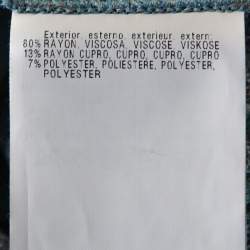 Exterior, esterno, exterieur, extern:
80% RAYON, VISCOSA, VISCOSE, VISKOSE
13% RAYON CUPRO, CUPRO, CUPRO, CUPRO
7% POLYESTER, POLIESTERE, POLYESTER,
POLYESTER